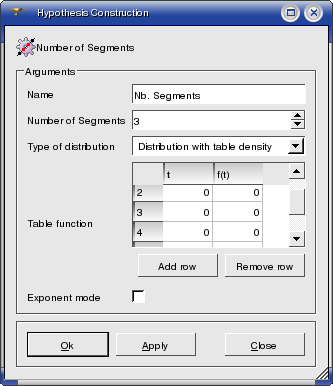 Hypothesis Construction
Number of Segments
Arguments
Name Nb. Segments
Number of Segments 3
Type of distribution Distribution with table density
t f(t)
2 0 0
3 0 0
4 0 0
Table function
Add row Remove row
Exponent mode
Ok Apply Close